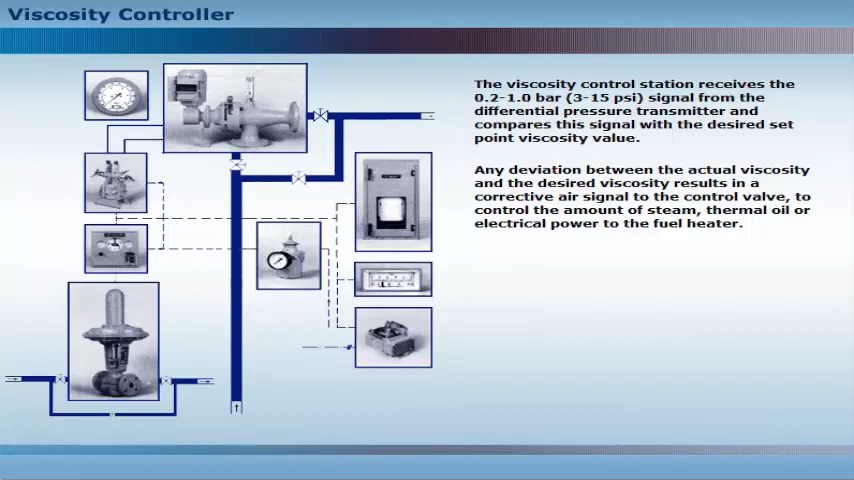 Viscosity Controller
The viscosity control station receives the
0.2-1.0 bar (3-15 psi) signal from the
differential pressure transmitter and
compares this signal with the desired set
point viscosity value.
Any deviation between the actual viscosity
and the desired viscosity results in a
corrective air signal to the control valve, to
control the amount of steam, thermal oil or
electrical power to the fuel heater.